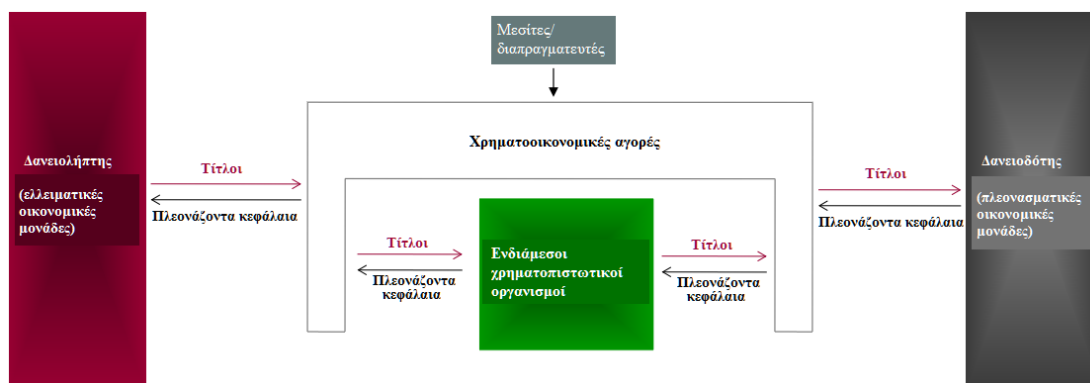 Μεσίτες/
διαπραγματευτές
Χρηματοοικονομικές αγορές
Δανειολήπτης
(ελλειματικές
οικονομικές
μονάδες)
Τίτλοι
Πλεονάζοντα κεφάλαια
Τίτλοι
Πλεονάζοντα
κεφάλαια
Ενδιάμεσοι
χρηματοπιστωτικοί
οργανισμοί
Τίτλοι
Πλεονάζοντα
κεφάλαια
Τίτλοι
Πλεονάζοντα κεφάλαια
Δανειοδότης
(πλεονασματικές
οικονομικές
μονάδες)